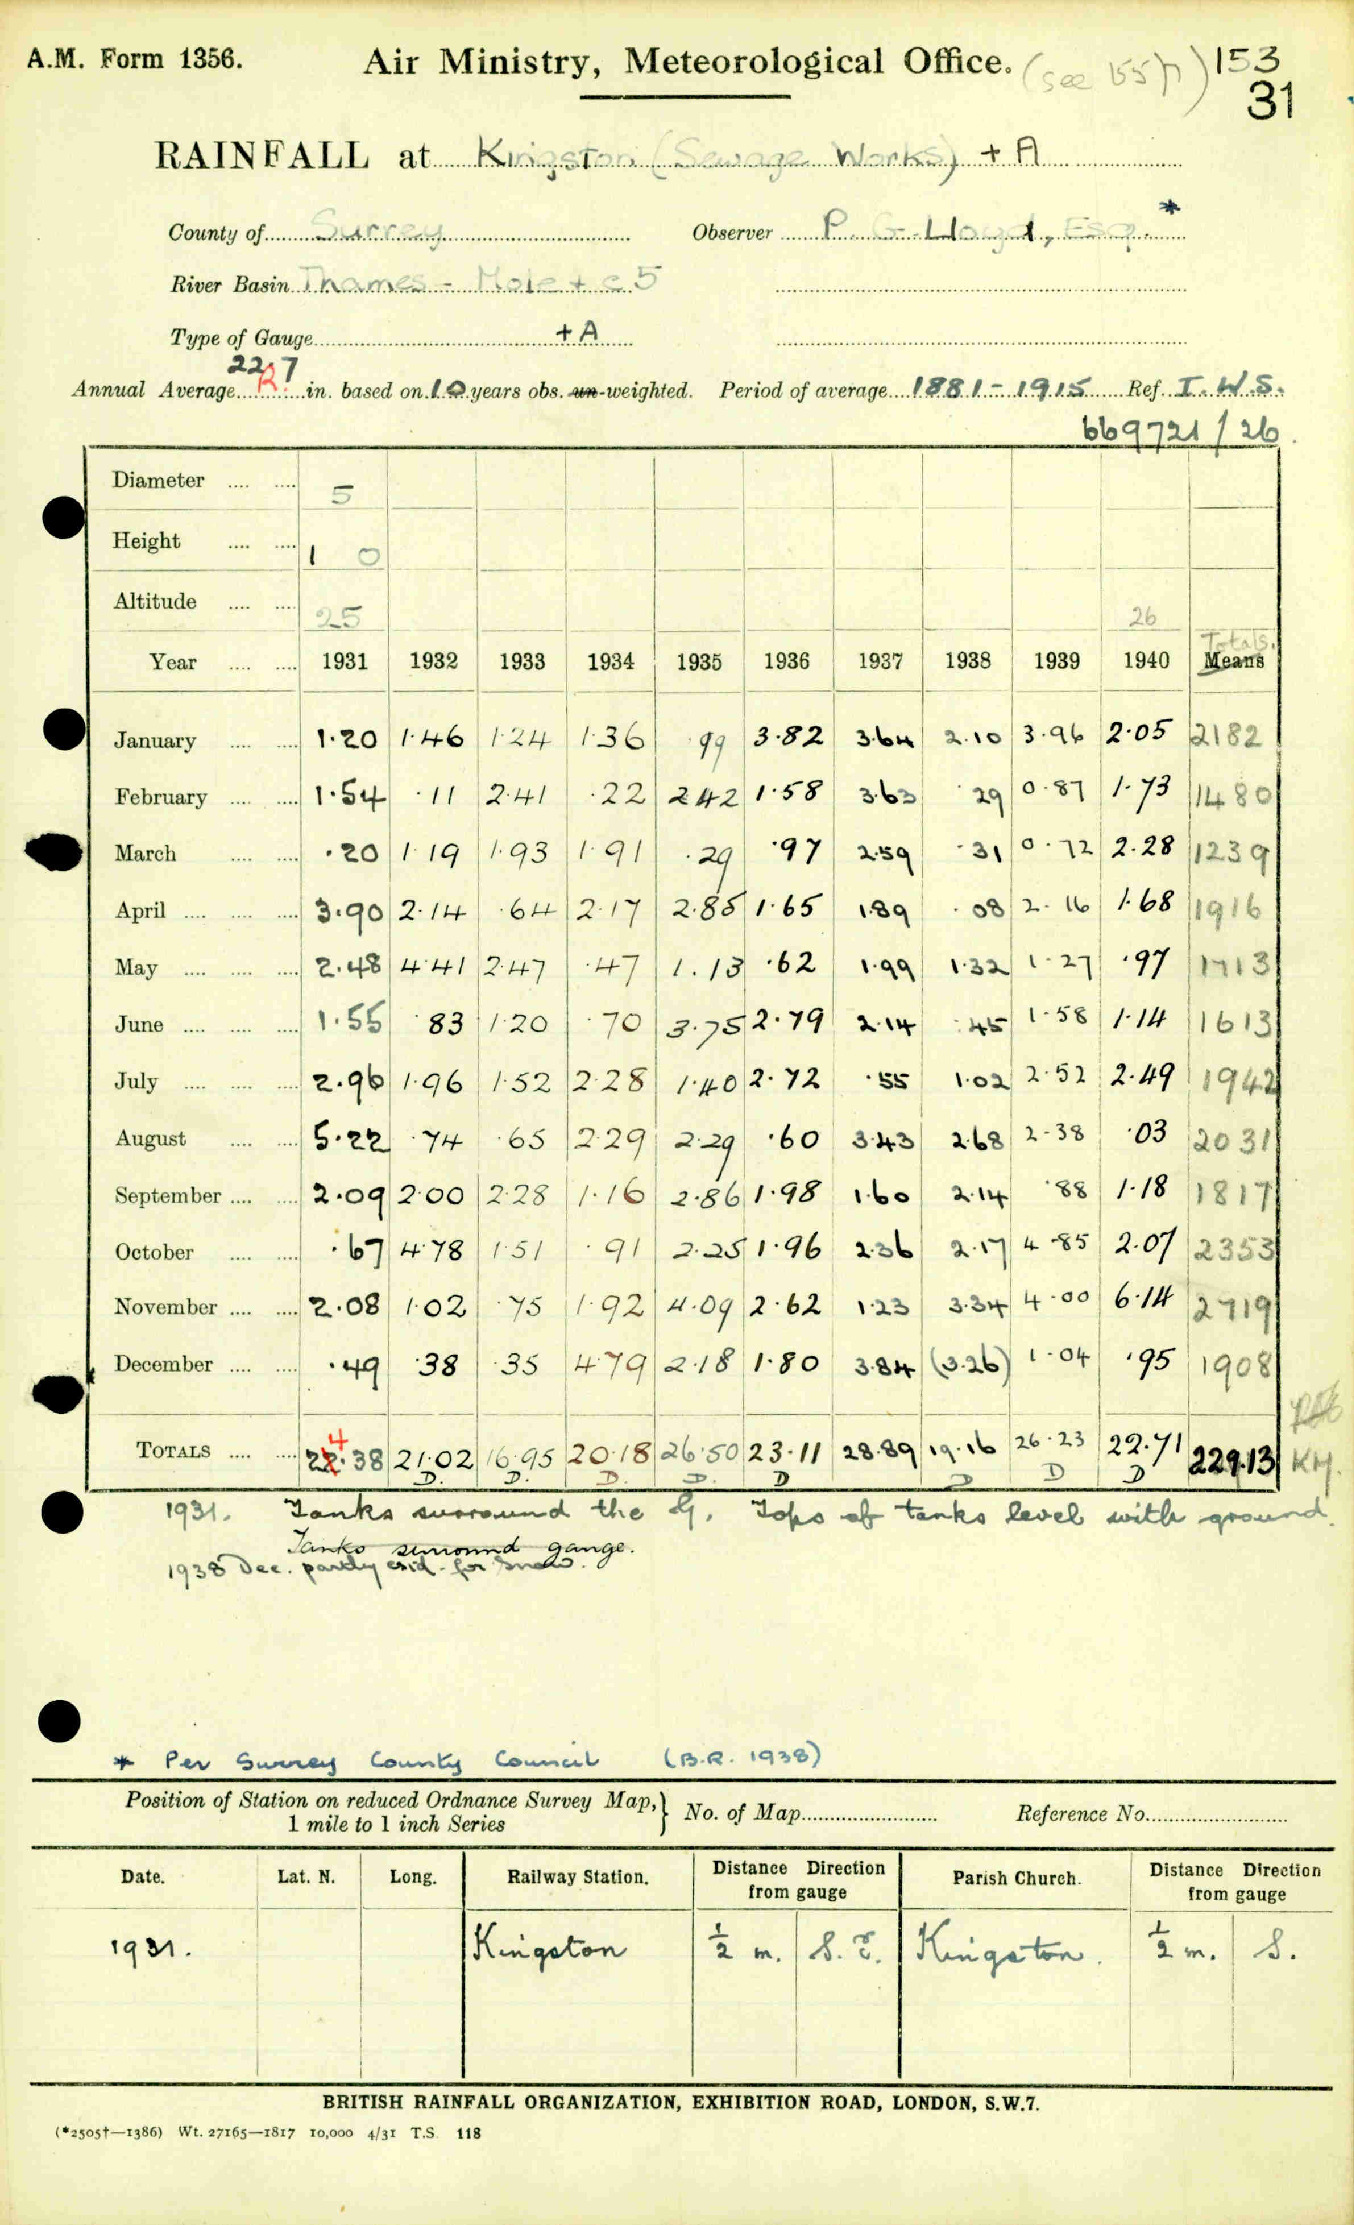 A.M. Form 1356. Air Ministry, Meteorological Office. (see 155/7) 153
31
RAINFALL at Kingston (Sewage Works) + A
County of Surrey Observer P. G. Lloyd, Esq. *
River Basin Thames - Mole + c 5
Type of Gauge + A
22.7
Annual Average R. in. based on 10 years obs. un-weighted. Period of average 1881 - 1915 Ref. I.W.S.
669721 / 26
Diameter .... .... 5
Height .... .... 1 0
Altitude .... .... 25 26
Totals.
Year .... .... 1931 1932 1933 1934 1935 1936 1937 1938 1939 1940 Means
January .... .... 1.20 1.46 1.24 1.36 .99 3.82 3.64 2.10 3.96 2.05 2182
February .... .... 1.54 .11 2.41 .22 2.42 1.58 3.63 .29 0.87 1.73 1480
March .... .... .20 1.19 1.93 1.91 .29 .97 2.59 .31 0.72 2.28 1239
April .... .... .... 3.90 2.14 .64 2.17 2.85 1.65 1.89 .08 2.16 1.68 1916
May .... .... .... 2.48 4.41 2.47 .47 1.13 .62 1.99 1.32 1.27 .97 1713
June .... .... .... 1.55 .83 1.20 .70 3.75 2.79 2.14 .45 1.58 1.14 1613
July .... .... .... 2.96 1.96 1.52 2.28 1.40 2.72 .55 1.02 2.52 2.49 1942
August .... .... 5.22 .74 .65 2.29 2.29 .60 3.43 2.68 2.38 .03 2031
September .... .... 2.09 2.00 2.28 1.16 2.86 1.98 1.60 2.14 .88 1.18 1817
October .... .... .67 4.78 1.51 .91 2.25 1.96 2.36 2.17 4.85 2.07 2353
November .... .... 2.08 1.02 .75 1.92 4.09 2.62 1.23 3.34 4.00 6.14 2719
December .... .... .49 .38 .35 4.79 2.18 1.80 3.84 (3.26) 1.04 .95 1908
4
TOTALS .... .... 22.38 21.02 16.95 20.18 26.50 23.11 28.89 19.16 26.23 22.71 229.13 KH.
D. D. D. D. D D D D
1931. Tanks surround the G. Tops of tanks level with ground.
Tanks surround gauge.
1938 Dec. partly estd. for Snow.
* Per Surrey County Council (B.R. 1938)
Position of Station on reduced Ordnance Survey Map, } No. of Map Reference No.
1 mile to 1 inch Series
Date. Lat. N. Long. Railway Station. Distance Direction from gauge Parish Church. Distance Direction from gauge
1931. Kingston 1/2 m. S. E. Kingston. 1/2 m. S.
BRITISH RAINFALL ORGANIZATION, EXHIBITION ROAD, LONDON, S.W.7.
(*2505†—1386) Wt. 27165—1817 10,000 4/31 T.S. 118